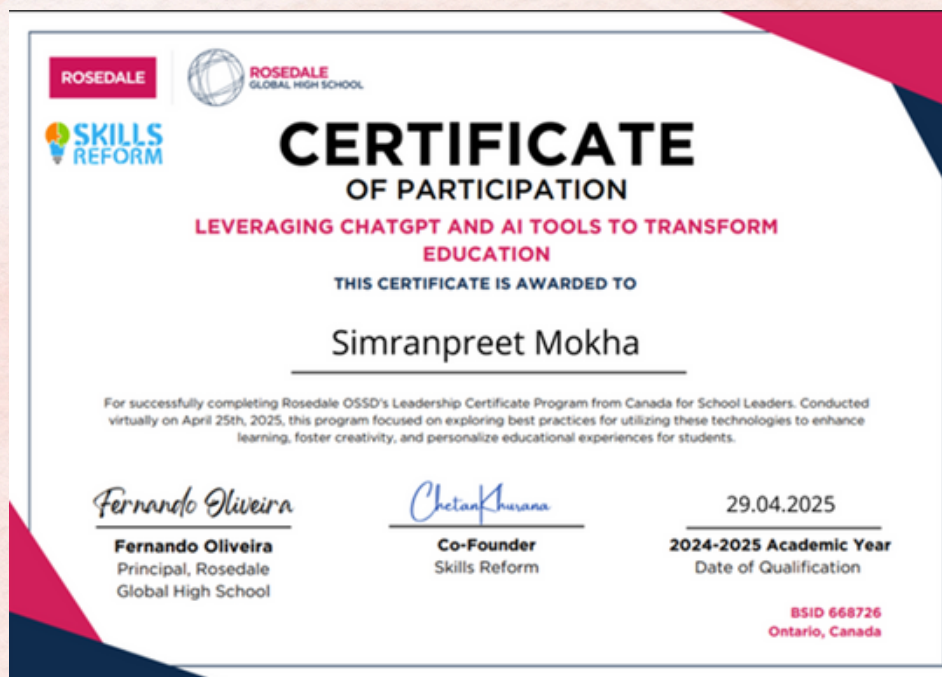 ROSEDALE
ROSEDALE
GLOBAL HIGH SCHOOL
SKILLS
REFORM
CERTIFICATE
OF PARTICIPATION
LEVERAGING CHATGPT AND AI TOOLS TO TRANSFORM
EDUCATION
THIS CERTIFICATE IS AWARDED TO
Simranpreet Mokha
For successfully completing Rosedale OSSD's Leadership Certificate Program from Canada for School Leaders. Conducted
virtually on April 25th, 2025, this program focused on exploring best practices for utilizing these technologies to enhance
learning, foster creativity, and personalize educational experiences for students.
Fernando Oliveira
Fernando Oliveira
Principal, Rosedale
Global High School
Chetan Khurana
Co-Founder
Skills Reform
29.04.2025
2024-2025 Academic Year
Date of Qualification
BSID 668726
Ontario, Canada